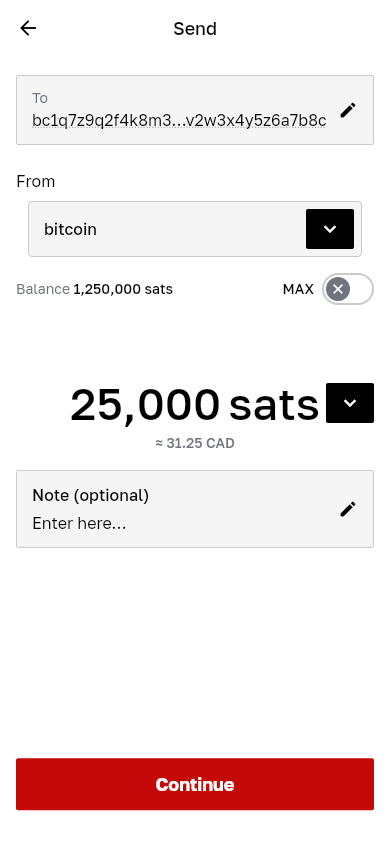 Send
To
bc1q7z9q2f4k8m3...v2w3x4y5z6a7b8c
From
bitcoin
Balance 1,250,000 sats MAX
25,000 sats
≈ 31.25 CAD
Note (optional)
Enter here...
Continue